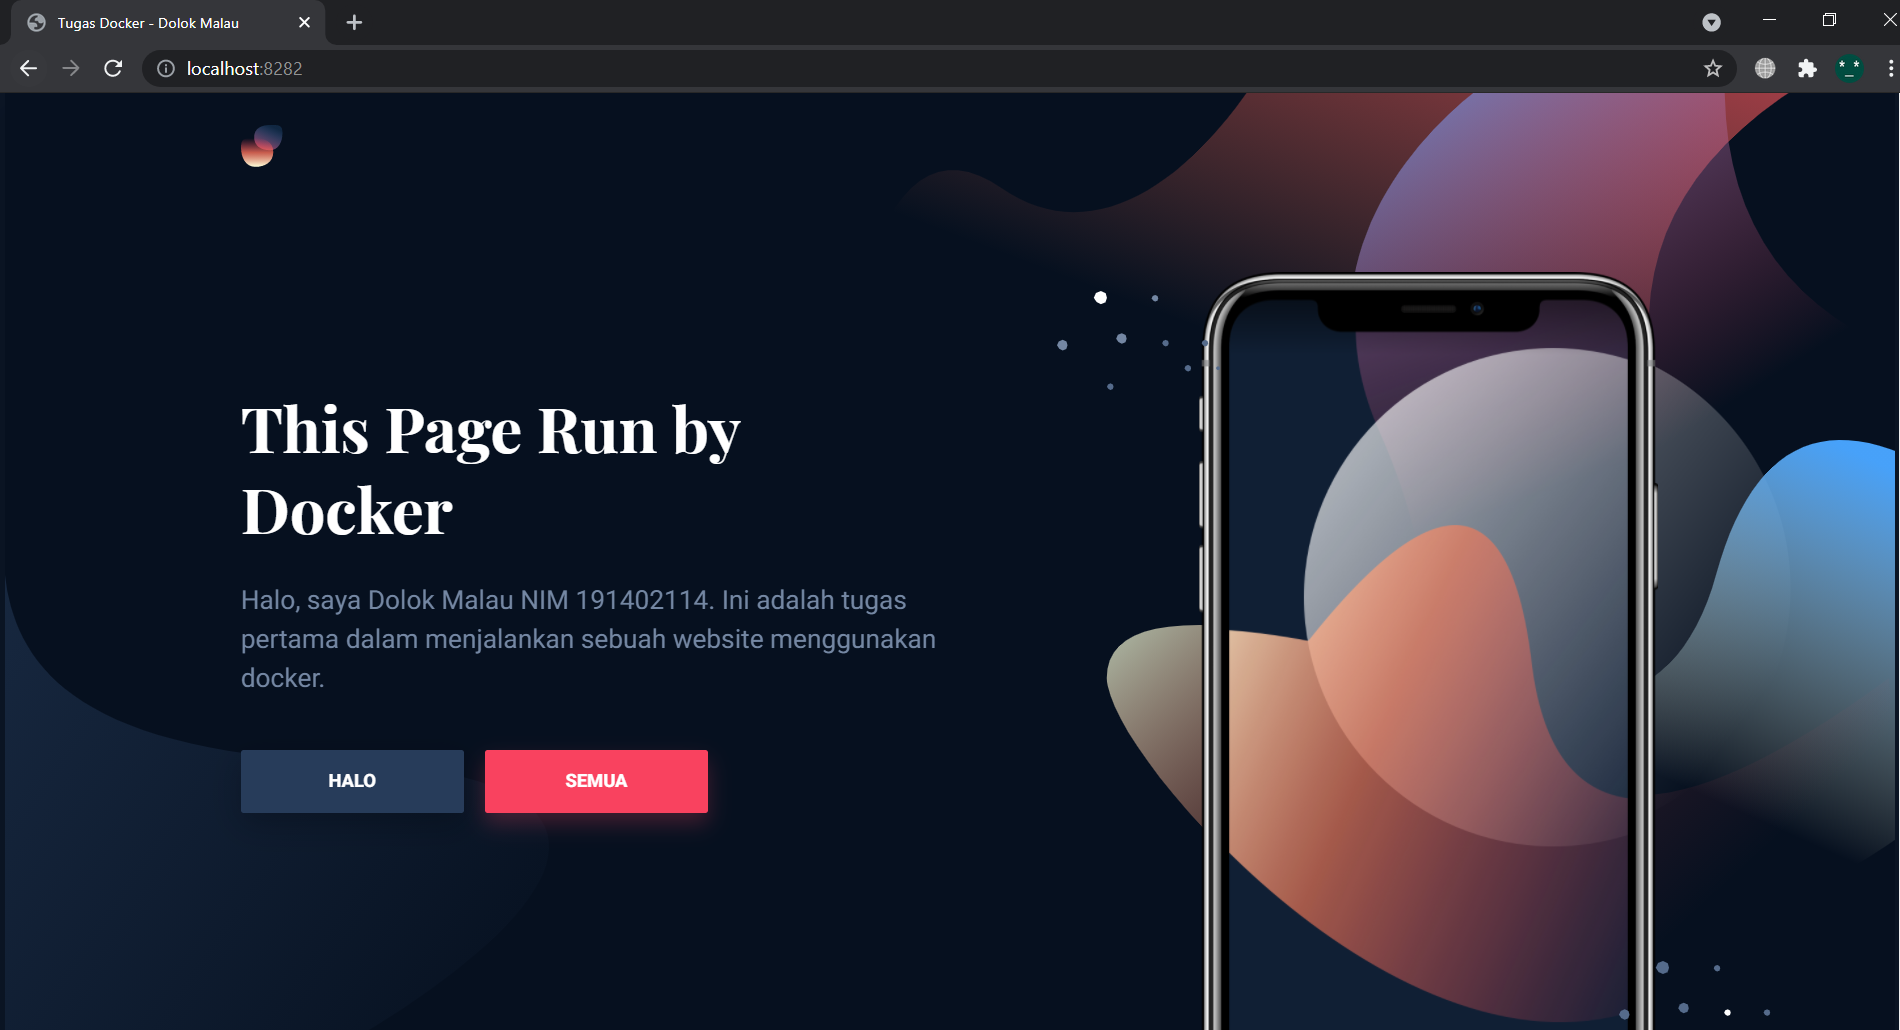 Tugas Docker - Dolok Malau
localhost:8282
This Page Run by
Docker
Halo, saya Dolok Malau NIM 191402114. Ini adalah tugas
pertama dalam menjalankan sebuah website menggunakan
docker.
HALO
SEMUA